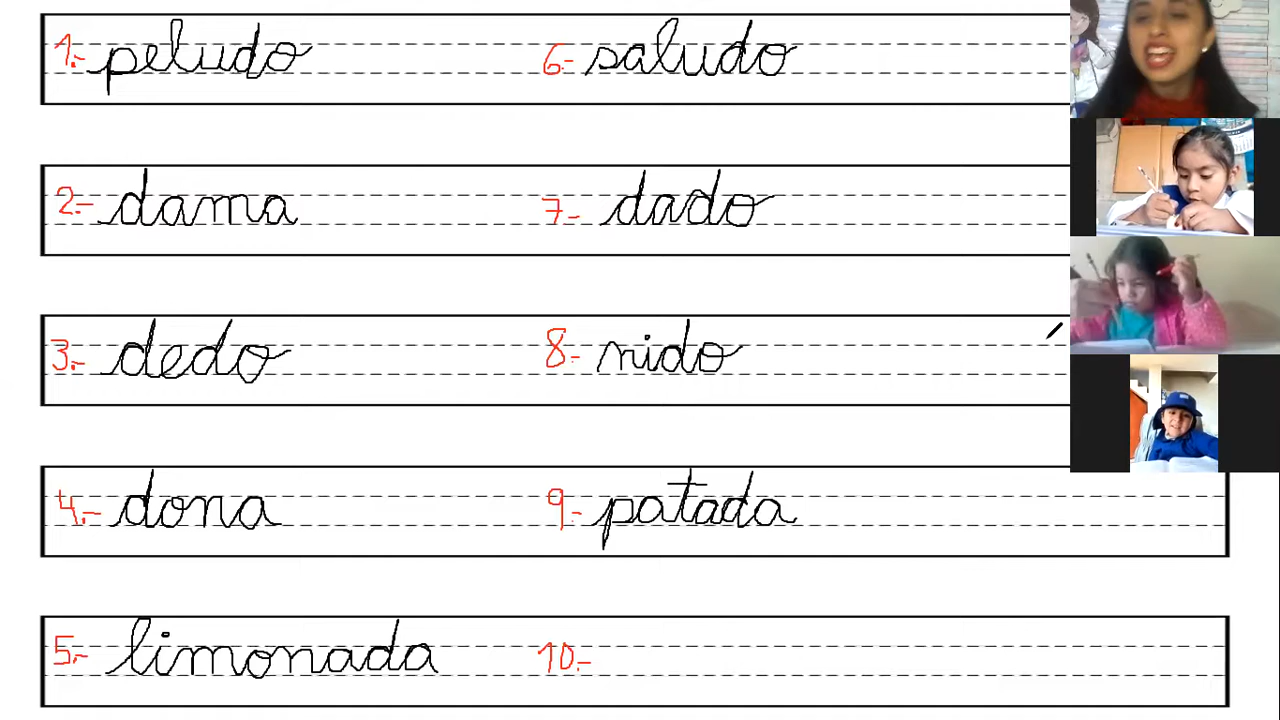 1.- peludo 6.- saludo
2.- dama 7.- dado
3.- dedo 8.- nido
4.- dona 9.- patada
5.- limonada 10.-